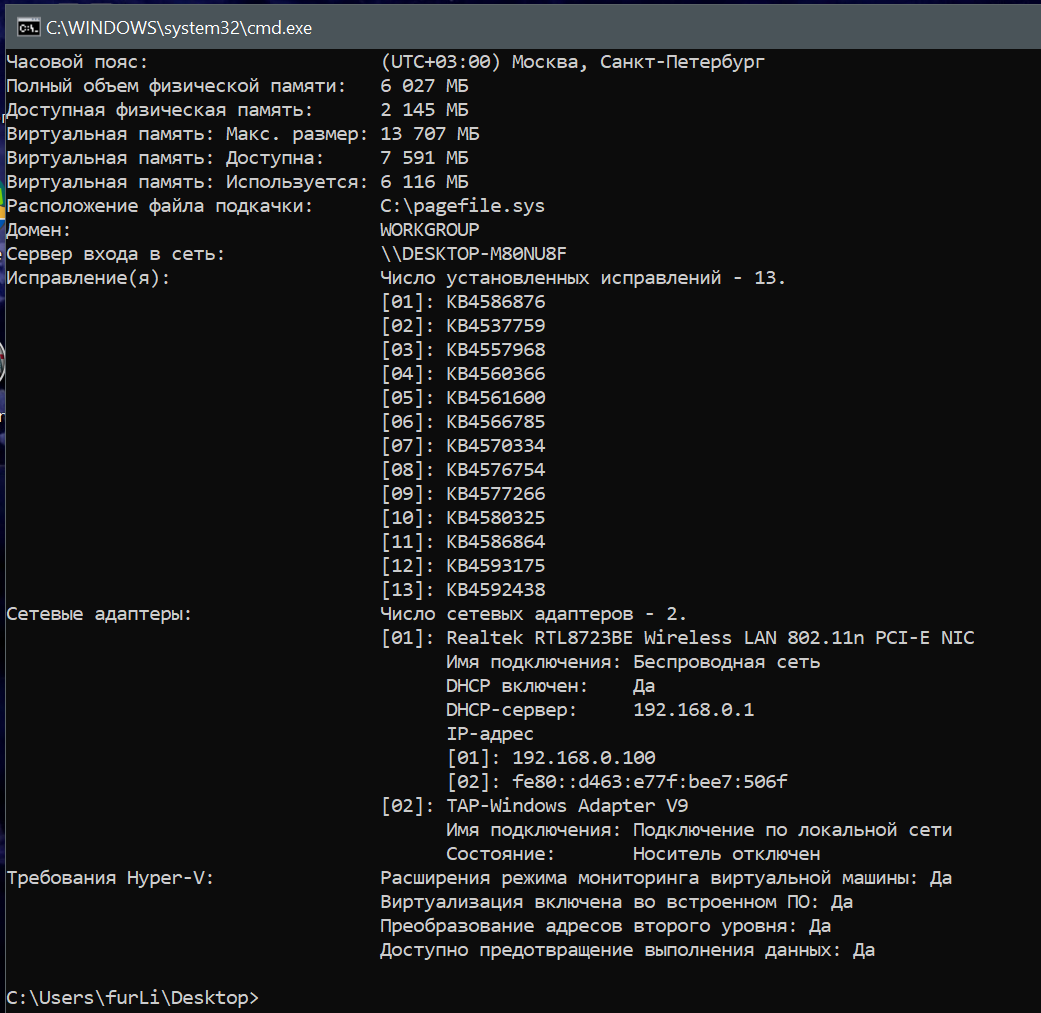 C:\WINDOWS\system32\cmd.exe
Часовой пояс: (UTC+03:00) Москва, Санкт-Петербург
Полный объем физической памяти: 6 027 МБ
Доступная физическая память: 2 145 МБ
Виртуальная память: Макс. размер: 13 707 МБ
Виртуальная память: Доступна: 7 591 МБ
Виртуальная память: Используется: 6 116 МБ
Расположение файла подкачки: C:\pagefile.sys
Домен: WORKGROUP
Сервер входа в сеть: \\DESKTOP-M80NU8F
Исправление(я): Число установленных исправлений - 13.
[01]: KB4586876
[02]: KB4537759
[03]: KB4557968
[04]: KB4560366
[05]: KB4561600
[06]: KB4566785
[07]: KB4570334
[08]: KB4576754
[09]: KB4577266
[10]: KB4580325
[11]: KB4586864
[12]: KB4593175
[13]: KB4592438
Сетевые адаптеры: Число сетевых адаптеров - 2.
[01]: Realtek RTL8723BE Wireless LAN 802.11n PCI-E NIC
Имя подключения: Беспроводная сеть
DHCP включен: Да
DHCP-сервер: 192.168.0.1
IP-адрес
[01]: 192.168.0.100
[02]: fe80::d463:e77f:bee7:506f
[02]: TAP-Windows Adapter V9
Имя подключения: Подключение по локальной сети
Состояние: Носитель отключен
Требования Hyper-V: Расширения режима мониторинга виртуальной машины: Да
Виртуализация включена во встроенном ПО: Да
Преобразование адресов второго уровня: Да
Доступно предотвращение выполнения данных: Да
C:\Users\furLi\Desktop>